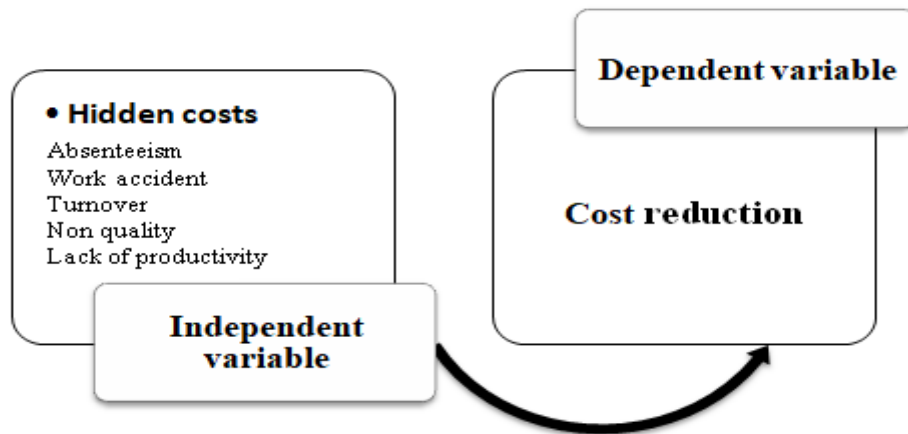 • Hidden costs
Absenteeism
Work accident
Turnover
Non quality
Lack of productivity
Independent
variable
Dependent variable
Cost reduction